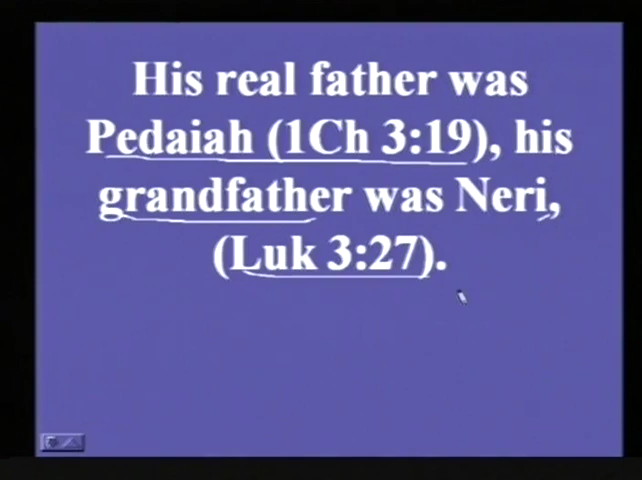 His real father was
Pedaiah (1Ch 3:19), his
grandfather was Neri,
(Luk 3:27).